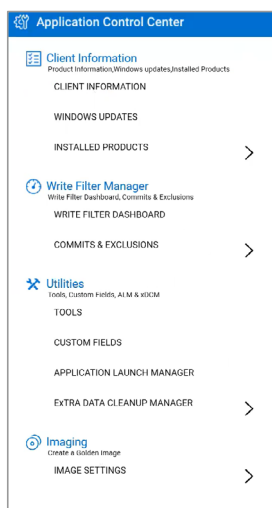 Application Control Center
Client Information
Product Information,Windows updates,Installed Products
CLIENT INFORMATION
WINDOWS UPDATES
INSTALLED PRODUCTS
Write Filter Manager
Write Filter Dashboard, Commits & Exclusions
WRITE FILTER DASHBOARD
COMMITS & EXCLUSIONS
Utilities
Tools, Custom Fields, ALM & xDCM
TOOLS
CUSTOM FIELDS
APPLICATION LAUNCH MANAGER
ExTRA DATA CLEANUP MANAGER
Imaging
Create a Golden Image
IMAGE SETTINGS